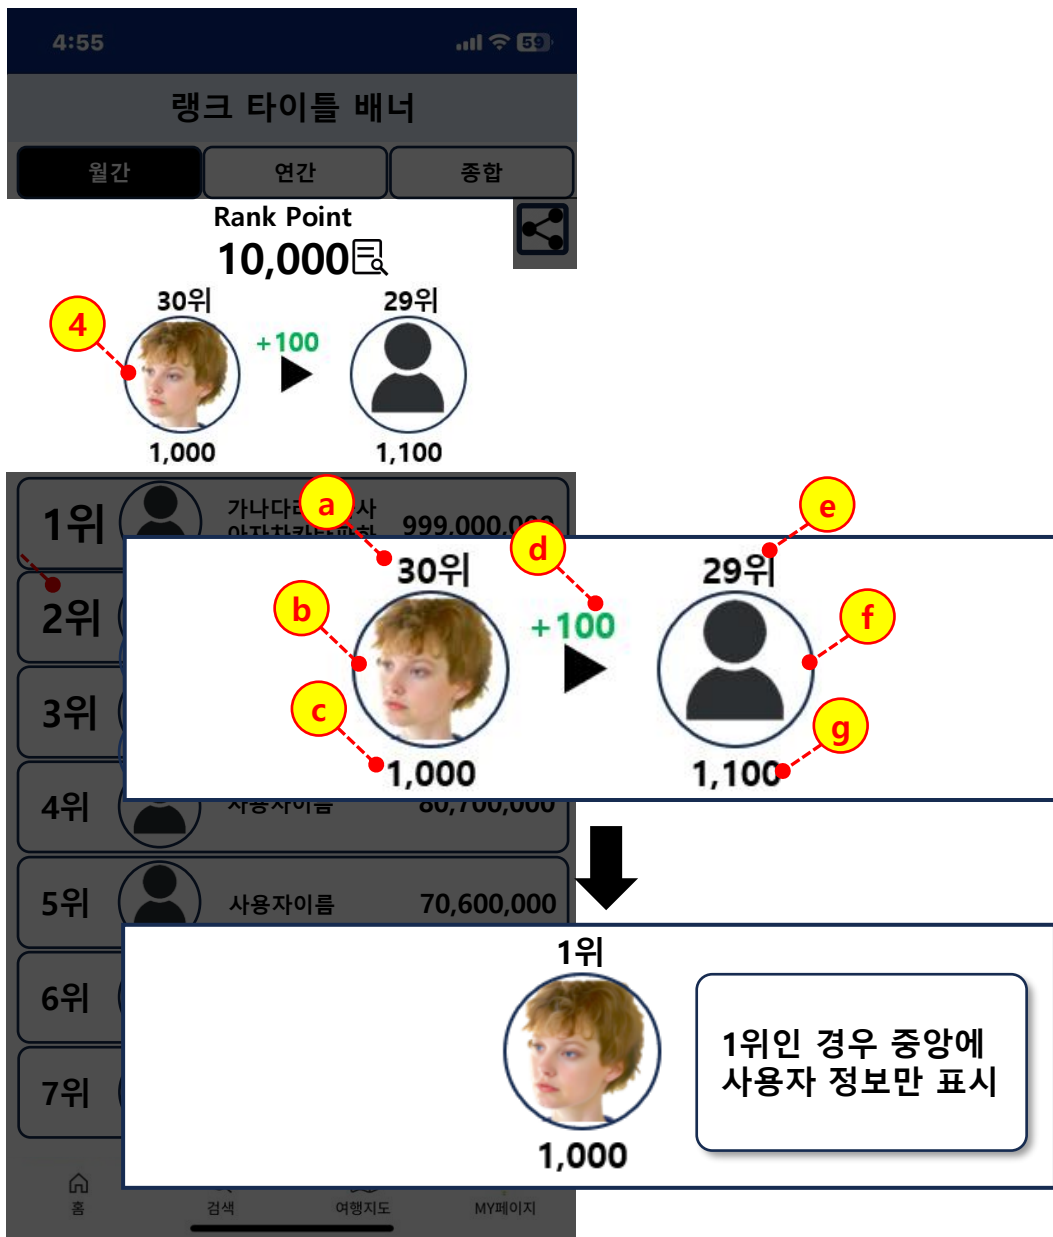 4:55
59
랭크 타이틀 배너
월간 연간 종합
Rank Point
10,000
30위 29위
4
+100
1,000 1,100
1위 999,000,000
a
e
d
30위 29위
2위
b
+100
f
3위
c
g
1,000 1,100
4위 사용자이름 80,700,000
5위 사용자이름 70,600,000
1위
6위
1위인 경우 중앙에
사용자 정보만 표시
7위
1,000
홈 검색 여행지도 MY페이지